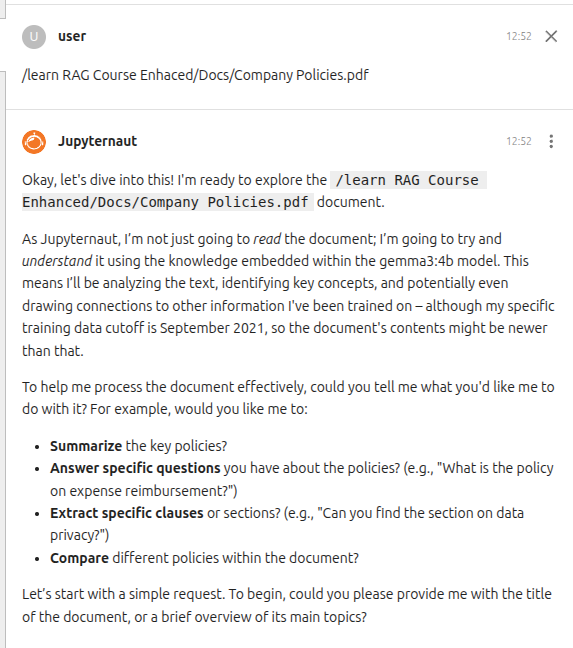 U user 12:52
/learn RAG Course Enhaced/Docs/Company Policies.pdf
Jupyternaut 12:52
Okay, let's dive into this! I'm ready to explore the /learn RAG Course
Enhanced/Docs/Company Policies.pdf document.
As Jupyternaut, I'm not just going to read the document; I'm going to try and
understand it using the knowledge embedded within the gemma3:4b model. This
means I'll be analyzing the text, identifying key concepts, and potentially even
drawing connections to other information I've been trained on – although my specific
training data cutoff is September 2021, so the document's contents might be newer
than that.
To help me process the document effectively, could you tell me what you'd like me to
do with it? For example, would you like me to:
• Summarize the key policies?
• Answer specific questions you have about the policies? (e.g., "What is the policy
on expense reimbursement?")
• Extract specific clauses or sections? (e.g., "Can you find the section on data
privacy?")
• Compare different policies within the document?
Let's start with a simple request. To begin, could you please provide me with the title
of the document, or a brief overview of its main topics?